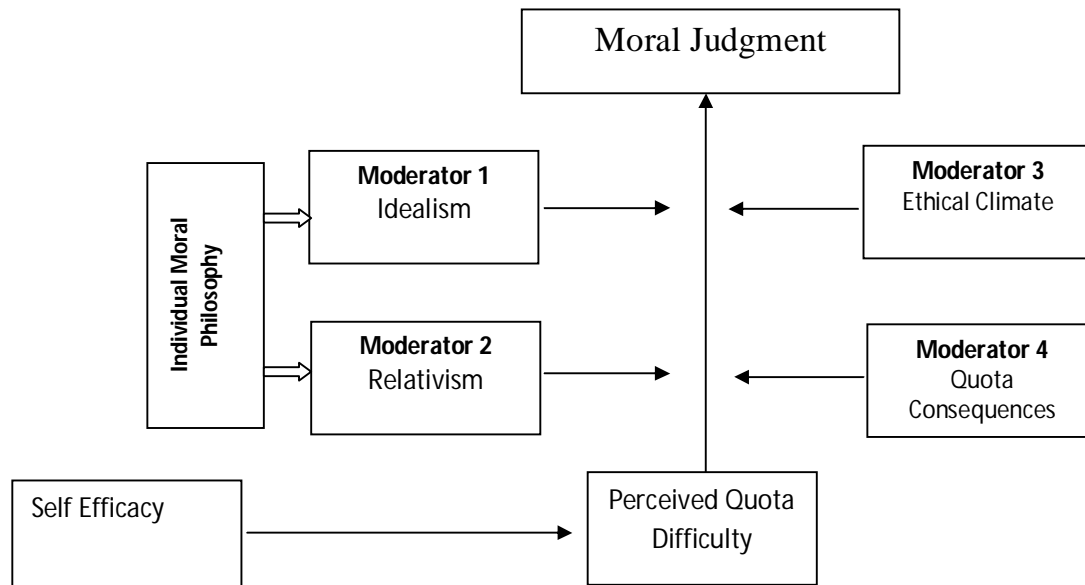 Moral Judgment
Individual Moral
Philosophy
Moderator 1
Idealism
Moderator 3
Ethical Climate
Moderator 2
Relativism
Moderator 4
Quota
Consequences
Self Efficacy
Perceived Quota
Difficulty